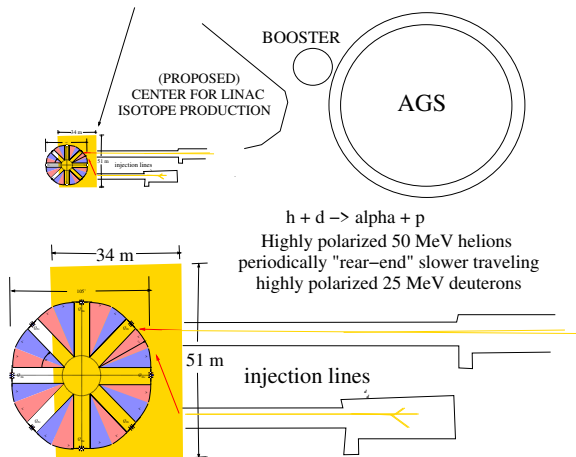 BOOSTER
(PROPOSED)
CENTER FOR LINAC
ISOTOPE PRODUCTION
AGS
34 m
51 m
injection lines
h + d −> alpha + p
Highly polarized 50 MeV helions
periodically "rear−end" slower traveling
highly polarized 25 MeV deuterons
34 m
51 m
injection lines